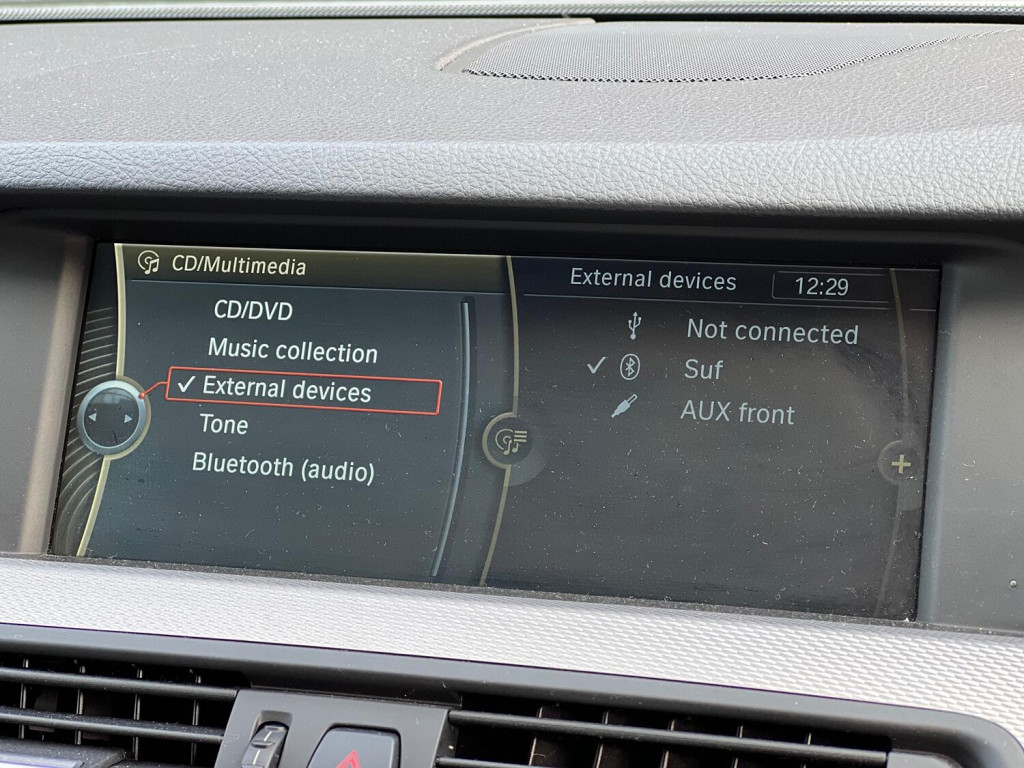 CD/Multimedia
CD/DVD
Music collection
External devices
Tone
Bluetooth (audio)
External devices 12:29
Not connected
Suf
AUX front